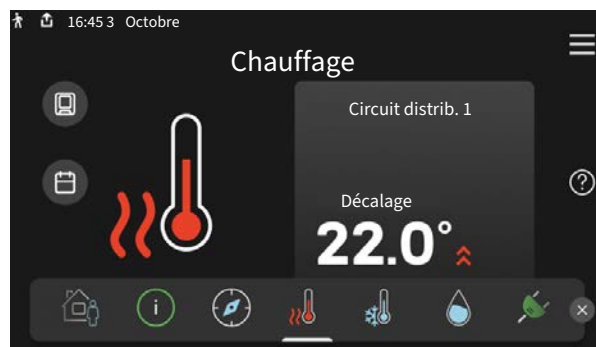 16:45 3 Octobre
Chauffage
Circuit distrib. 1
Décalage
22.0°
i
?